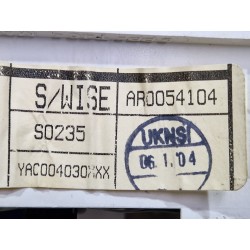 S/WISE AR0054104
S0235
UKNSI
06.1.04
YAC004030XXX